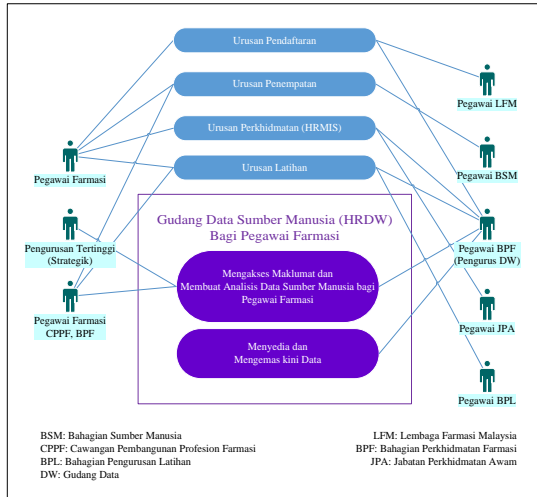 Urusan Pendaftaran
Urusan Penempatan
Urusan Perkhidmatan (HRMIS)
Urusan Latihan
Pegawai Farmasi
Pengurusan Tertinggi
(Strategik)
Pegawai Farmasi
CPPF, BPF
Gudang Data Sumber Manusia (HRDW)
Bagi Pegawai Farmasi
Mengakses Maklumat dan
Membuat Analisis Data Sumber Manusia bagi
Pegawai Farmasi
Menyedia dan
Mengemas kini Data
Pegawai LFM
Pegawai BSM
Pegawai BPF
(Pengurus DW)
Pegawai JPA
Pegawai BPL
BSM: Bahagian Sumber Manusia
CPPF: Cawangan Pembangunan Profesion Farmasi
BPL: Bahagian Pengurusan Latihan
DW: Gudang Data
LFM: Lembaga Farmasi Malaysia
BPF: Bahagian Perkhidmatan Farmasi
JPA: Jabatan Perkhidmatan Awam